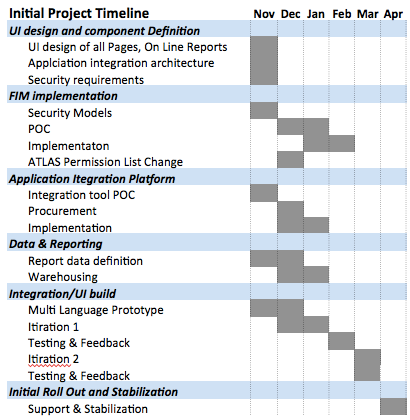 Initial Project Timeline Nov Dec Jan Feb Mar Apr
UI design and component Definition
UI design of all Pages, On Line Reports
Applciation integration architecture
Security requirements
FIM implementation
Security Models
POC
Implementaton
ATLAS Permission List Change
Application Itegration Platform
Integration tool POC
Procurement
Implementation
Data & Reporting
Report data definition
Warehousing
Integration/UI build
Multi Language Prototype
Itiration 1
Testing & Feedback
Itiration 2
Testing & Feedback
Initial Roll Out and Stabilization
Support & Stabilization